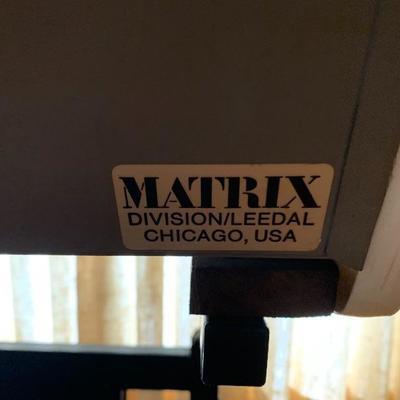 MATRIX
DIVISION/LEEDAL
CHICAGO, USA